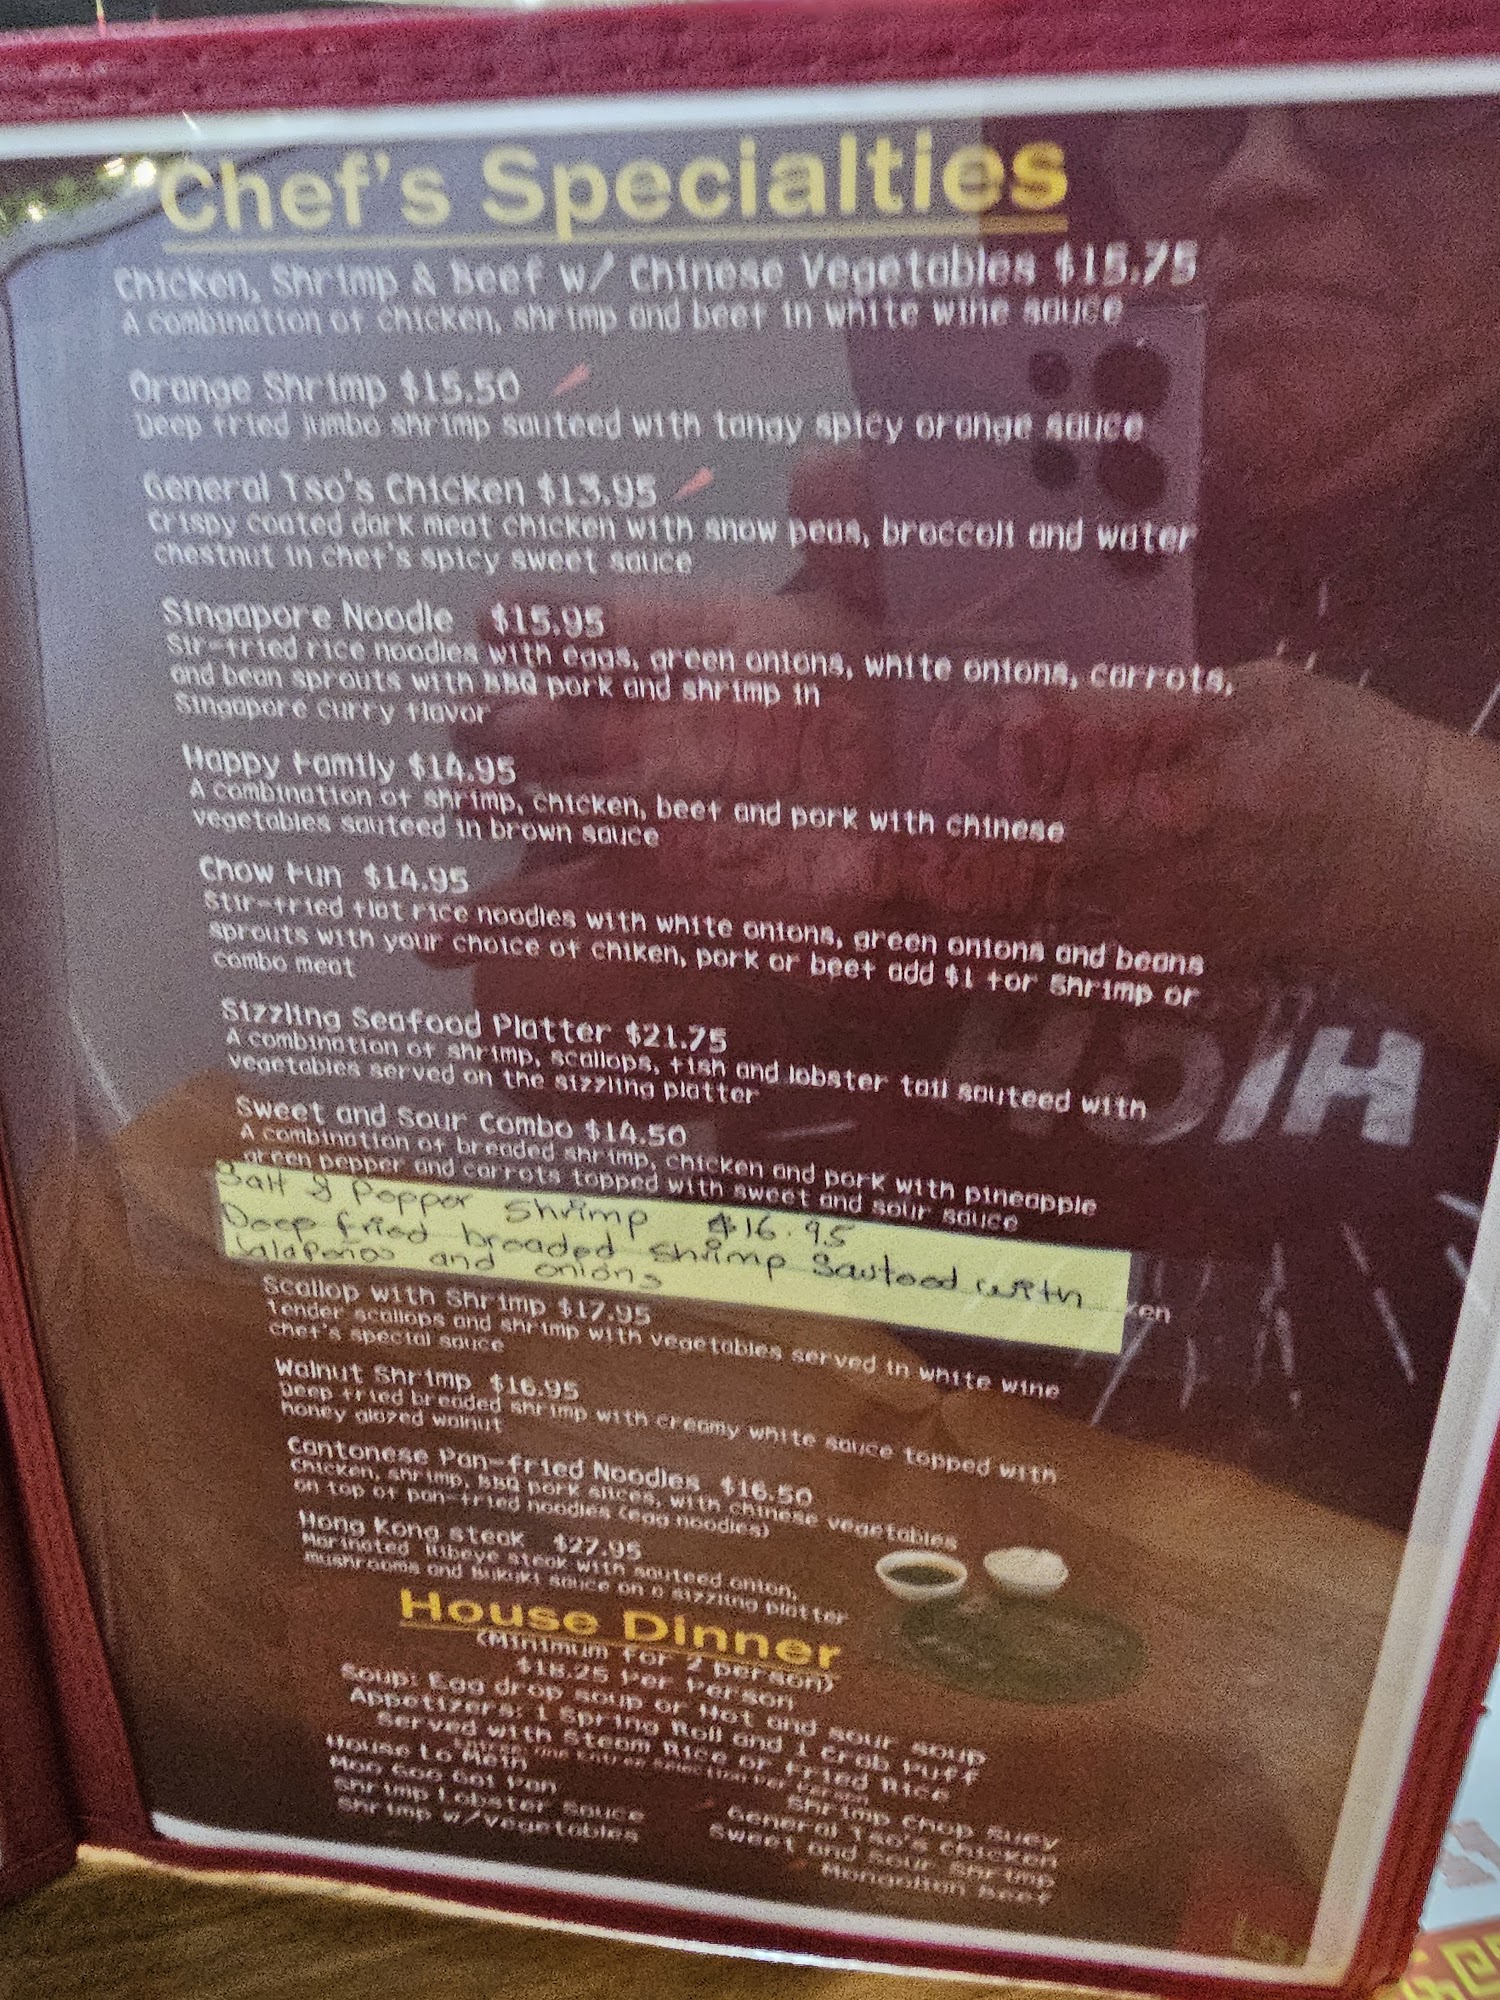 Chef's Specialties
Chicken, Shrimp & Beef w/ Chinese Vegetables $15.75
A combination of chicken, shrimp and beef in white wine sauce
Orange Shrimp $15.50
Deep fried jumbo shrimp sauteed with tangy spicy orange sauce
General Tso's Chicken $13.95
Crispy coated dark meat chicken with snow peas, broccoli and water
chestnut in chef's spicy sweet sauce
Singapore Noodle $15.95
Sir-fried rice noodles with eggs, green onions, white onions, carrots,
and bean sprouts with BBQ pork and shrimp in
Singapore curry flavor
Happy Family $14.95
A combination of shrimp, chicken, beef and pork with chinese
vegetables sauteed in brown sauce
Chow Fun $14.95
Stir-fried flat rice noodles with white onions, green onions and beans
sprouts with your choice of chiken, pork or beef add $1 for Shrimp or
combo meat
Sizzling Seafood Platter $21.75
A combination of shrimp, scallops, fish and lobster tail sauteed with
vegetables served on the sizzling platter
Sweet and Sour Combo $14.50
A combination of breaded shrimp, chicken and pork with pineapple
green pepper and carrots topped with sweet and sour sauce
Salt & Pepper Shrimp $16.95
Deep fried breaded shrimp Sauteed with
Jalapeños and onions
ken
Scallop with Shrimp $17.95
Tender scallops and shrimp with vegetables served in white wine
chef's special sauce
Walnut Shrimp $16.95
Deep fried breaded shrimp with creamy white sauce topped with
honey glazed walnut
Cantonese Pan-fried Noodles $16.50
Chicken, shrimp, BBQ pork slices, with chinese vegetables
on top of pan-fried noodles (egg noodles)
Hong Kong steak $27.95
Marinated Ribeye steak with sauteed onion,
mushrooms and sauce on a sizzling platter
House Dinner
(Minimum for 2 person)
$18.25 Per Person
Soup: Egg drop soup or Hot and sour soup
Appetizers: 1 Spring Roll and 1 Crab Puff
Served with Steam Rice or Fried Rice
House Lo Mein
Moo Goo Gai Pan
Shrimp Lobster Sauce
Shrimp w/vegetables
Shrimp Chop Suey
General Tso's Chicken
Sweet and Sour Shrimp
Mongolian Beef